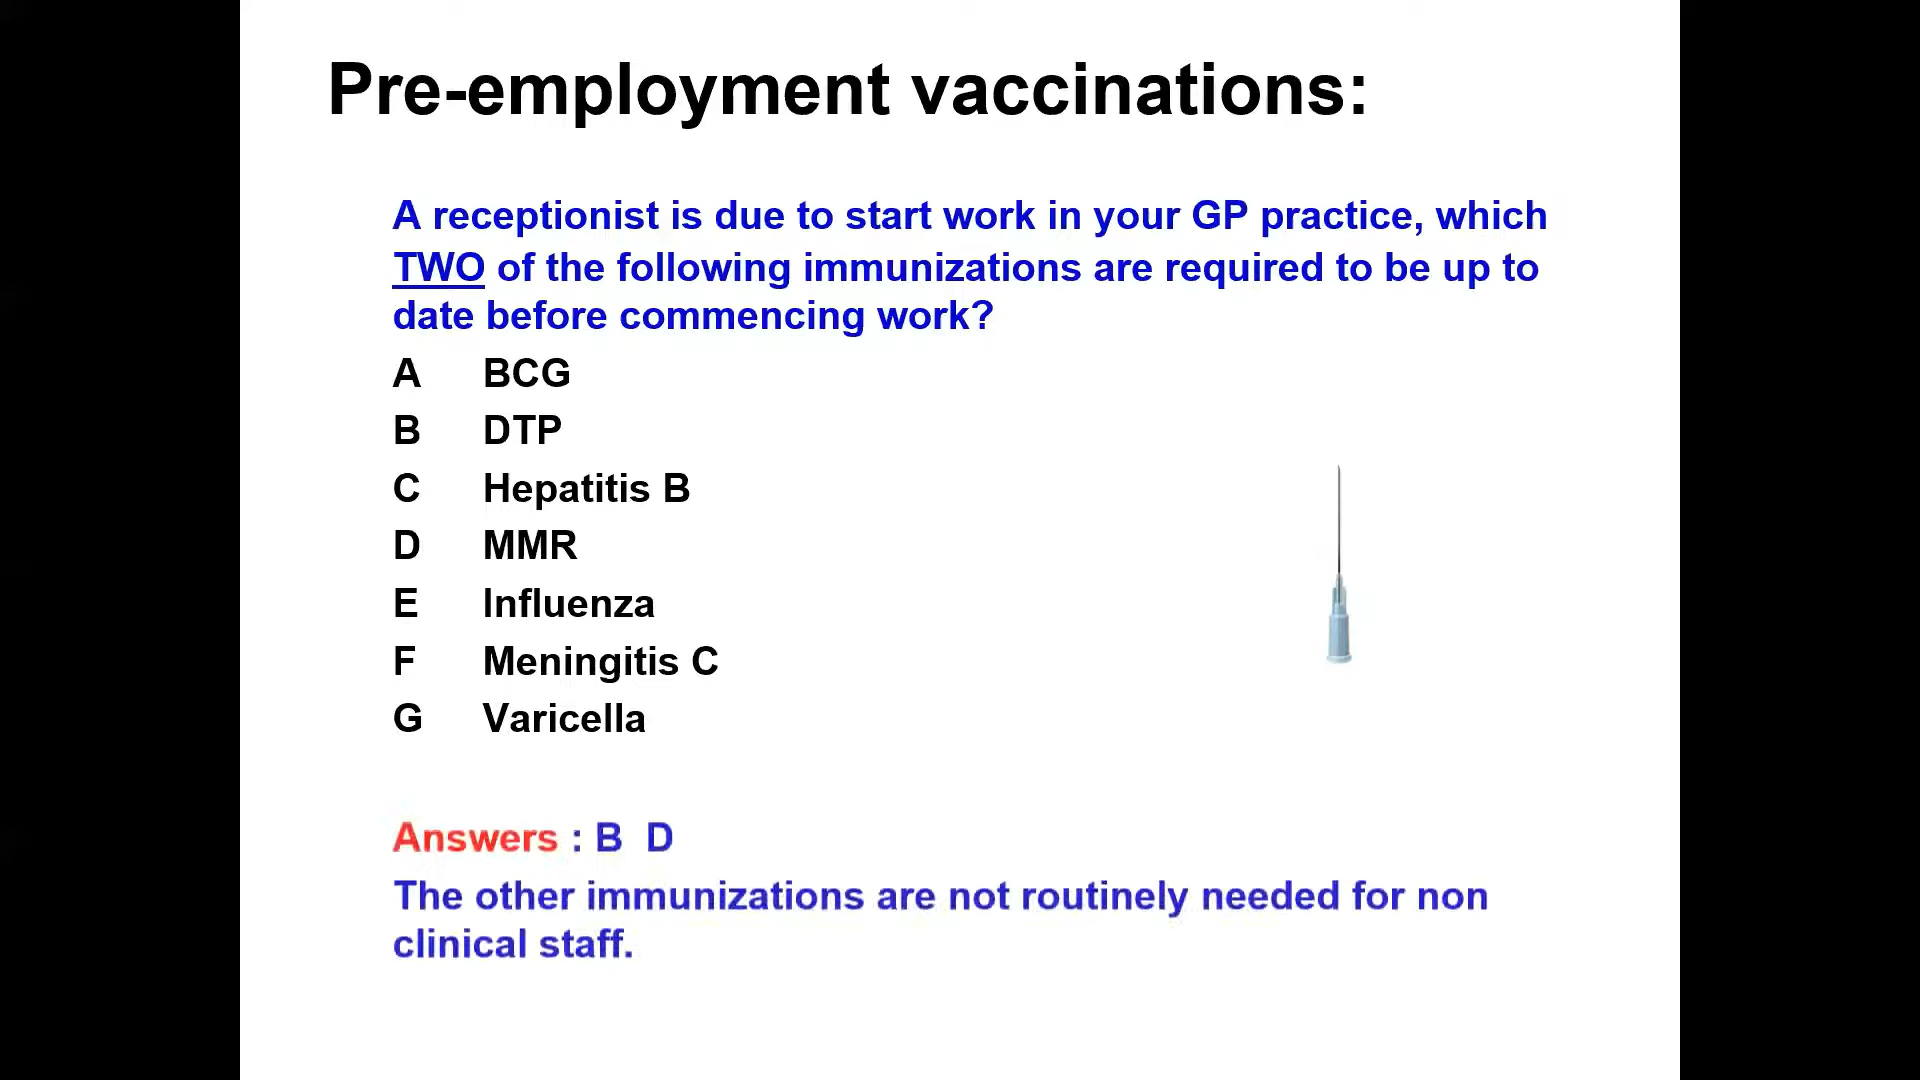 Pre-employment vaccinations:
A receptionist is due to start work in your GP practice, which
TWO of the following immunizations are required to be up to
date before commencing work?
A BCG
B DTP
C Hepatitis B
D MMR
E Influenza
F Meningitis C
G Varicella
Answers : B D
The other immunizations are not routinely needed for non
clinical staff.